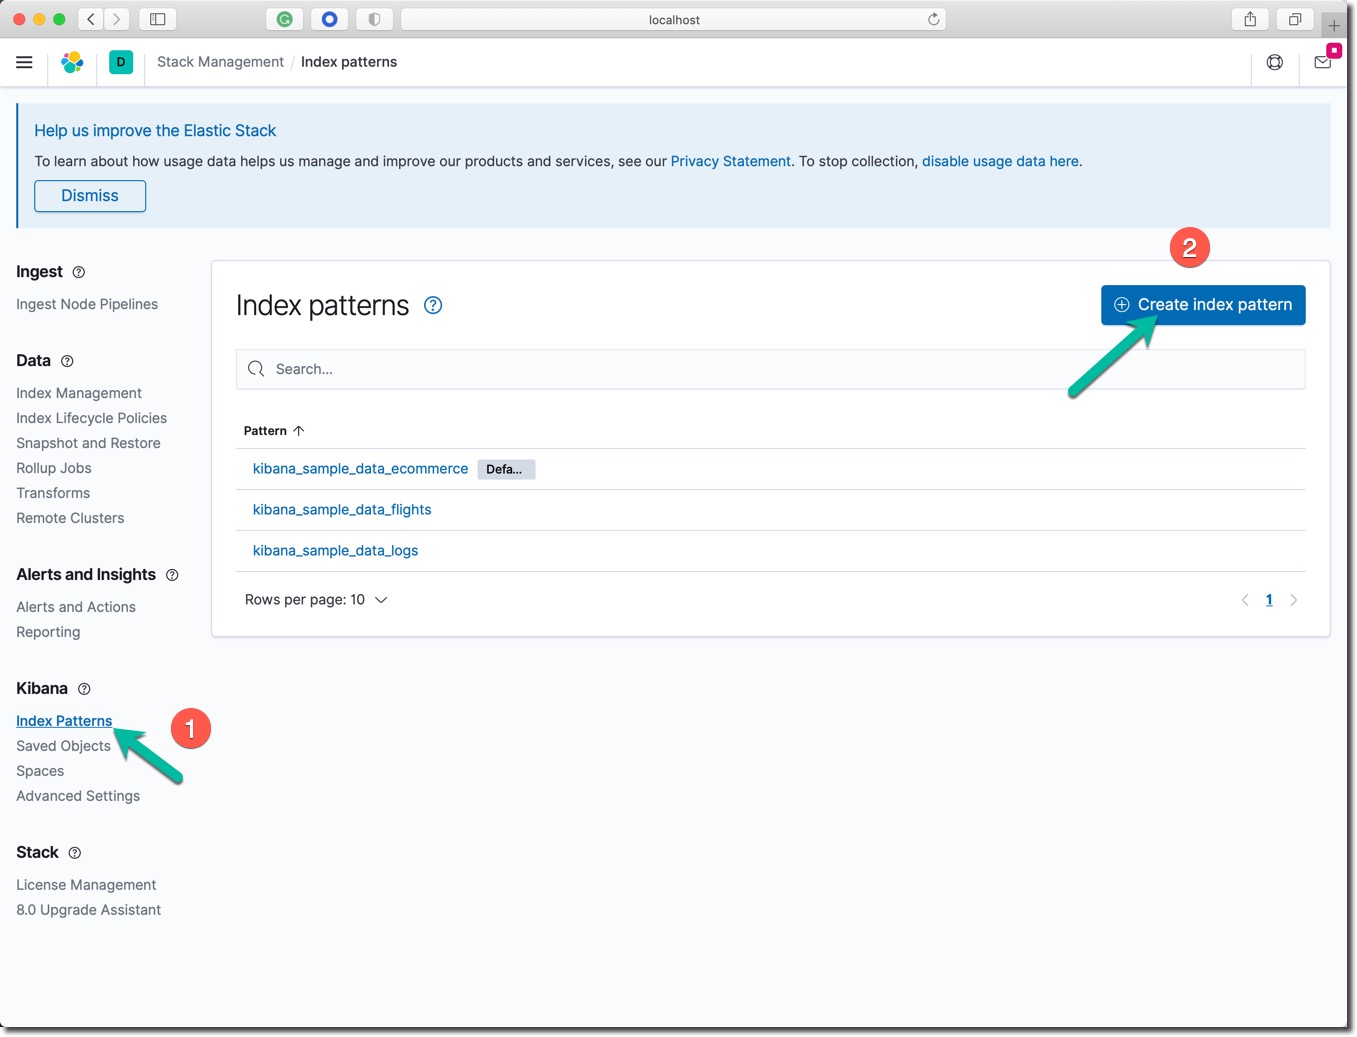 localhost
D
Stack Management / Index patterns
Help us improve the Elastic Stack
To learn about how usage data helps us manage and improve our products and services, see our Privacy Statement. To stop collection, disable usage data here.
Dismiss
2
Ingest
Ingest Node Pipelines
Data
Index Management
Index Lifecycle Policies
Snapshot and Restore
Rollup Jobs
Transforms
Remote Clusters
Alerts and Insights
Alerts and Actions
Reporting
Kibana
Index Patterns
1
Saved Objects
Spaces
Advanced Settings
Stack
License Management
8.0 Upgrade Assistant
Index patterns
Create index pattern
Search...
Pattern
kibana_sample_data_ecommerce Defa...
kibana_sample_data_flights
kibana_sample_data_logs
Rows per page: 10
1